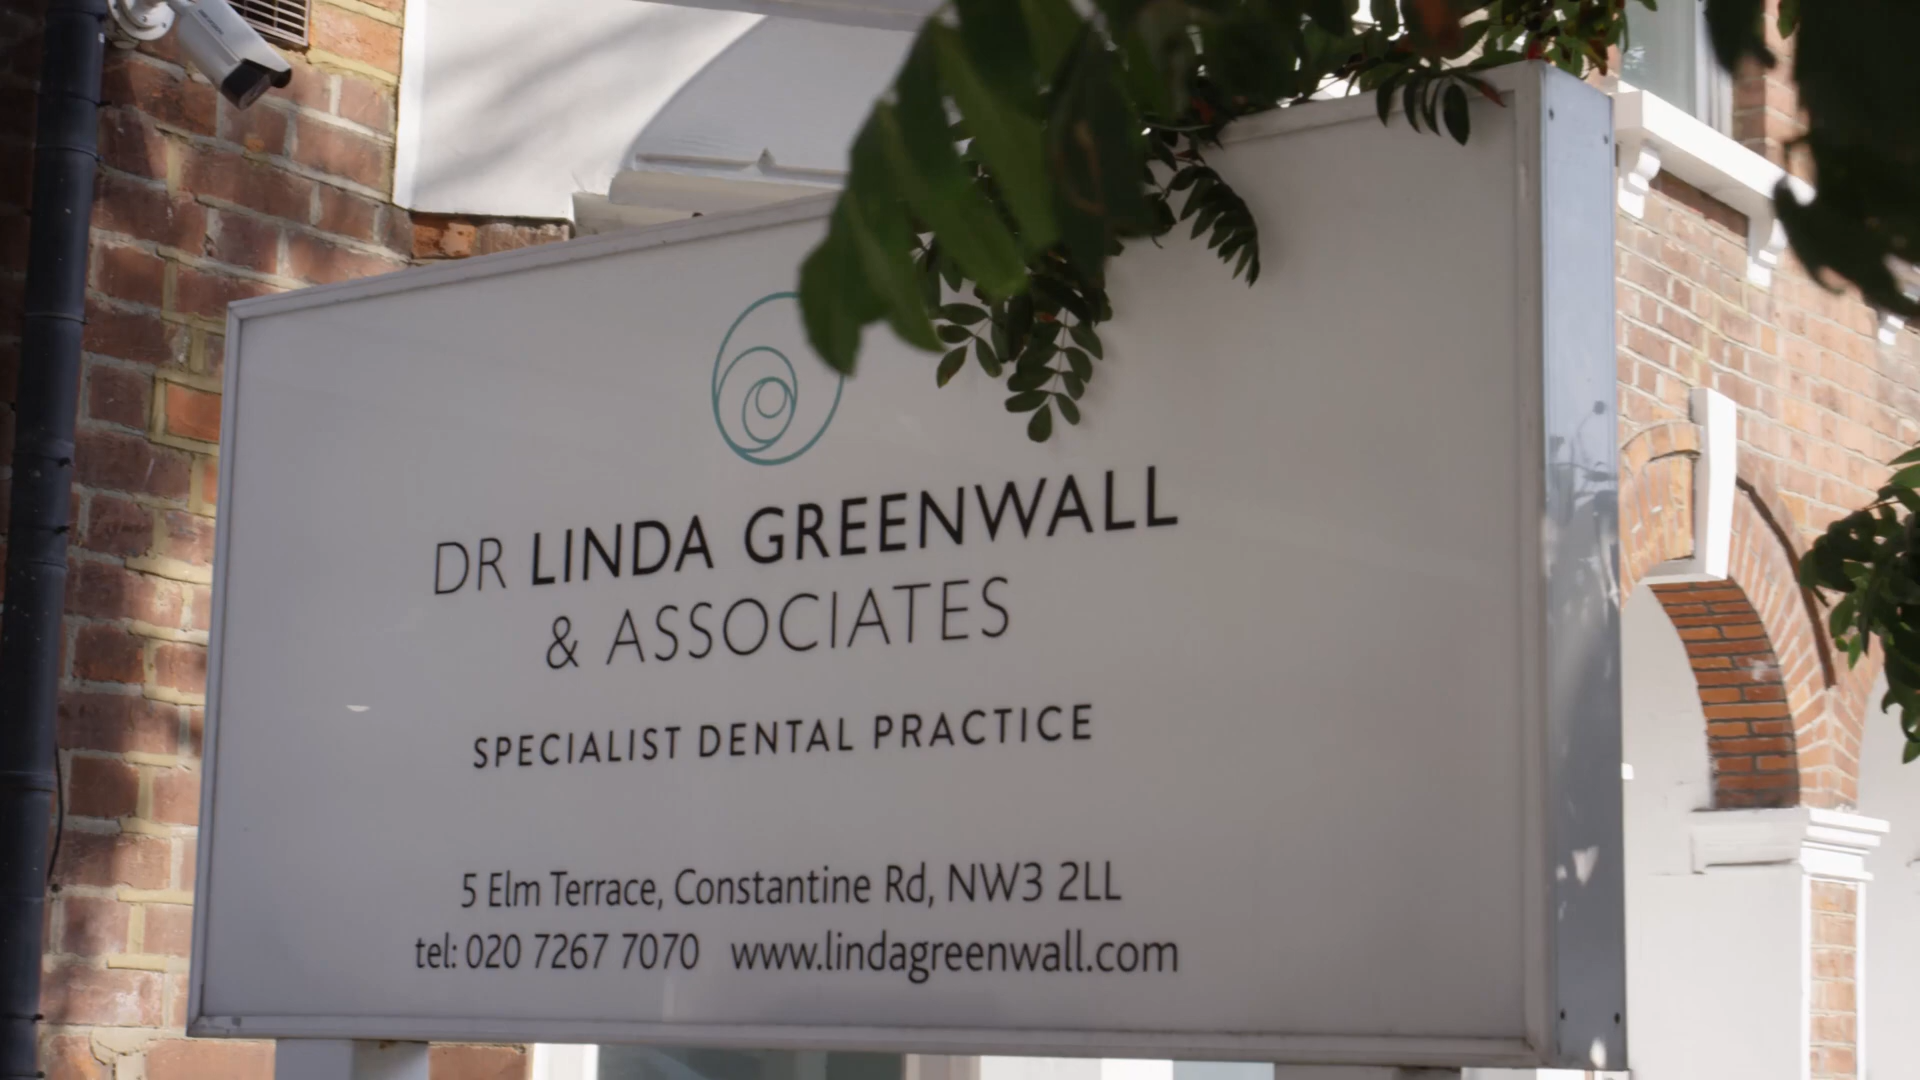 DR LINDA GREENWALL
& ASSOCIATES
SPECIALIST DENTAL PRACTICE
5 Elm Terrace, Constantine Rd, NW3 2LL
tel: 020 7267 7070 www.lindagreenwall.com